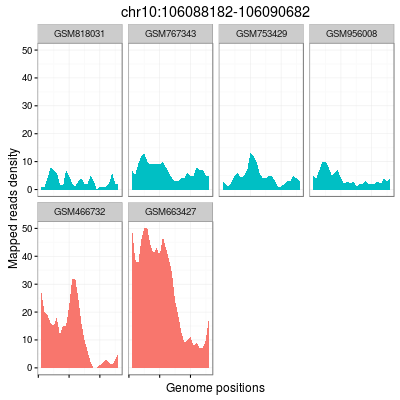 chr10:106088182-106090682
GSM818031 GSM767343 GSM753429 GSM956008
50
40
30
20
10
0
Mapped reads density
GSM466732 GSM663427
50
40
30
20
10
0
Genome positions